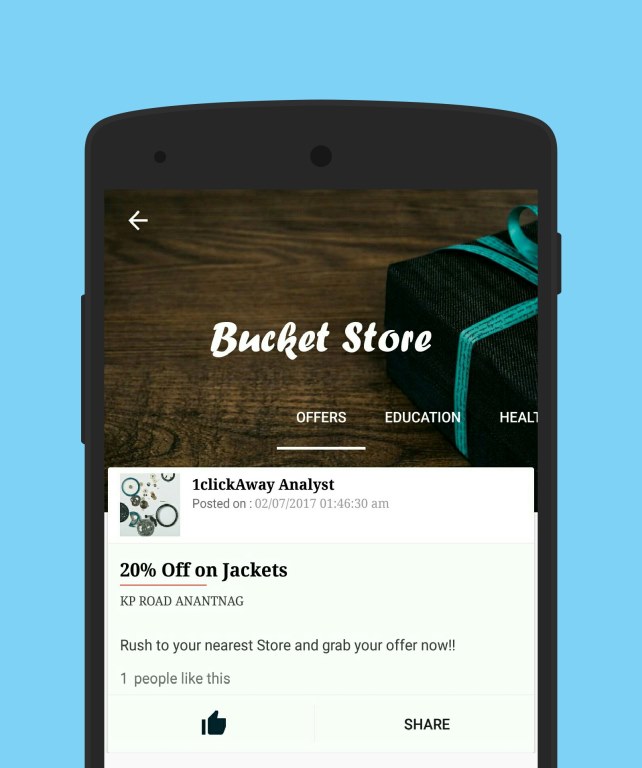 Bucket Store
OFFERS EDUCATION HEALT
1clickAway Analyst
Posted on : 02/07/2017 01:46:30 am
20% Off on Jackets
KP ROAD ANANTNAG
Rush to your nearest Store and grab your offer now!!
1 people like this
SHARE